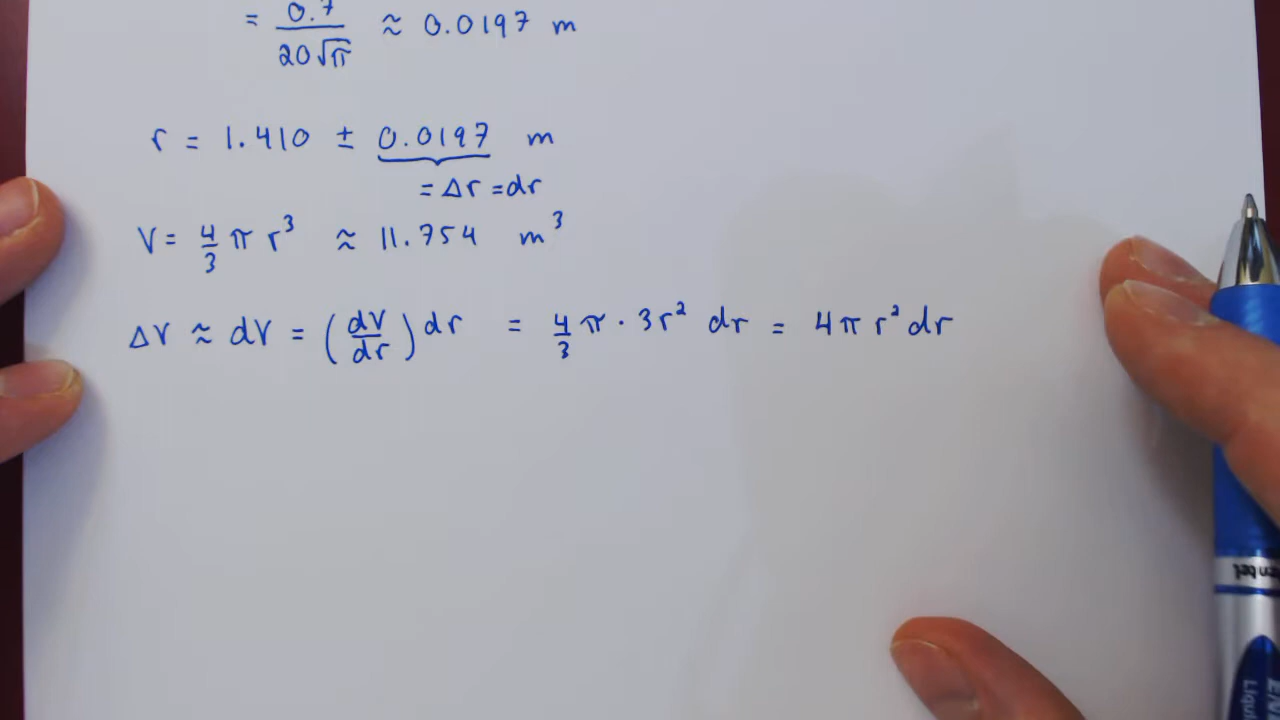 = 0.7 / 20√π ≈ 0.0197 m
r = 1.410 ± 0.0197 m
= Δr = dr
V = 4/3 π r³ ≈ 11.754 m³
ΔV ≈ dV = (dV/dr) dr = 4/3 π · 3r² dr = 4π r² dr